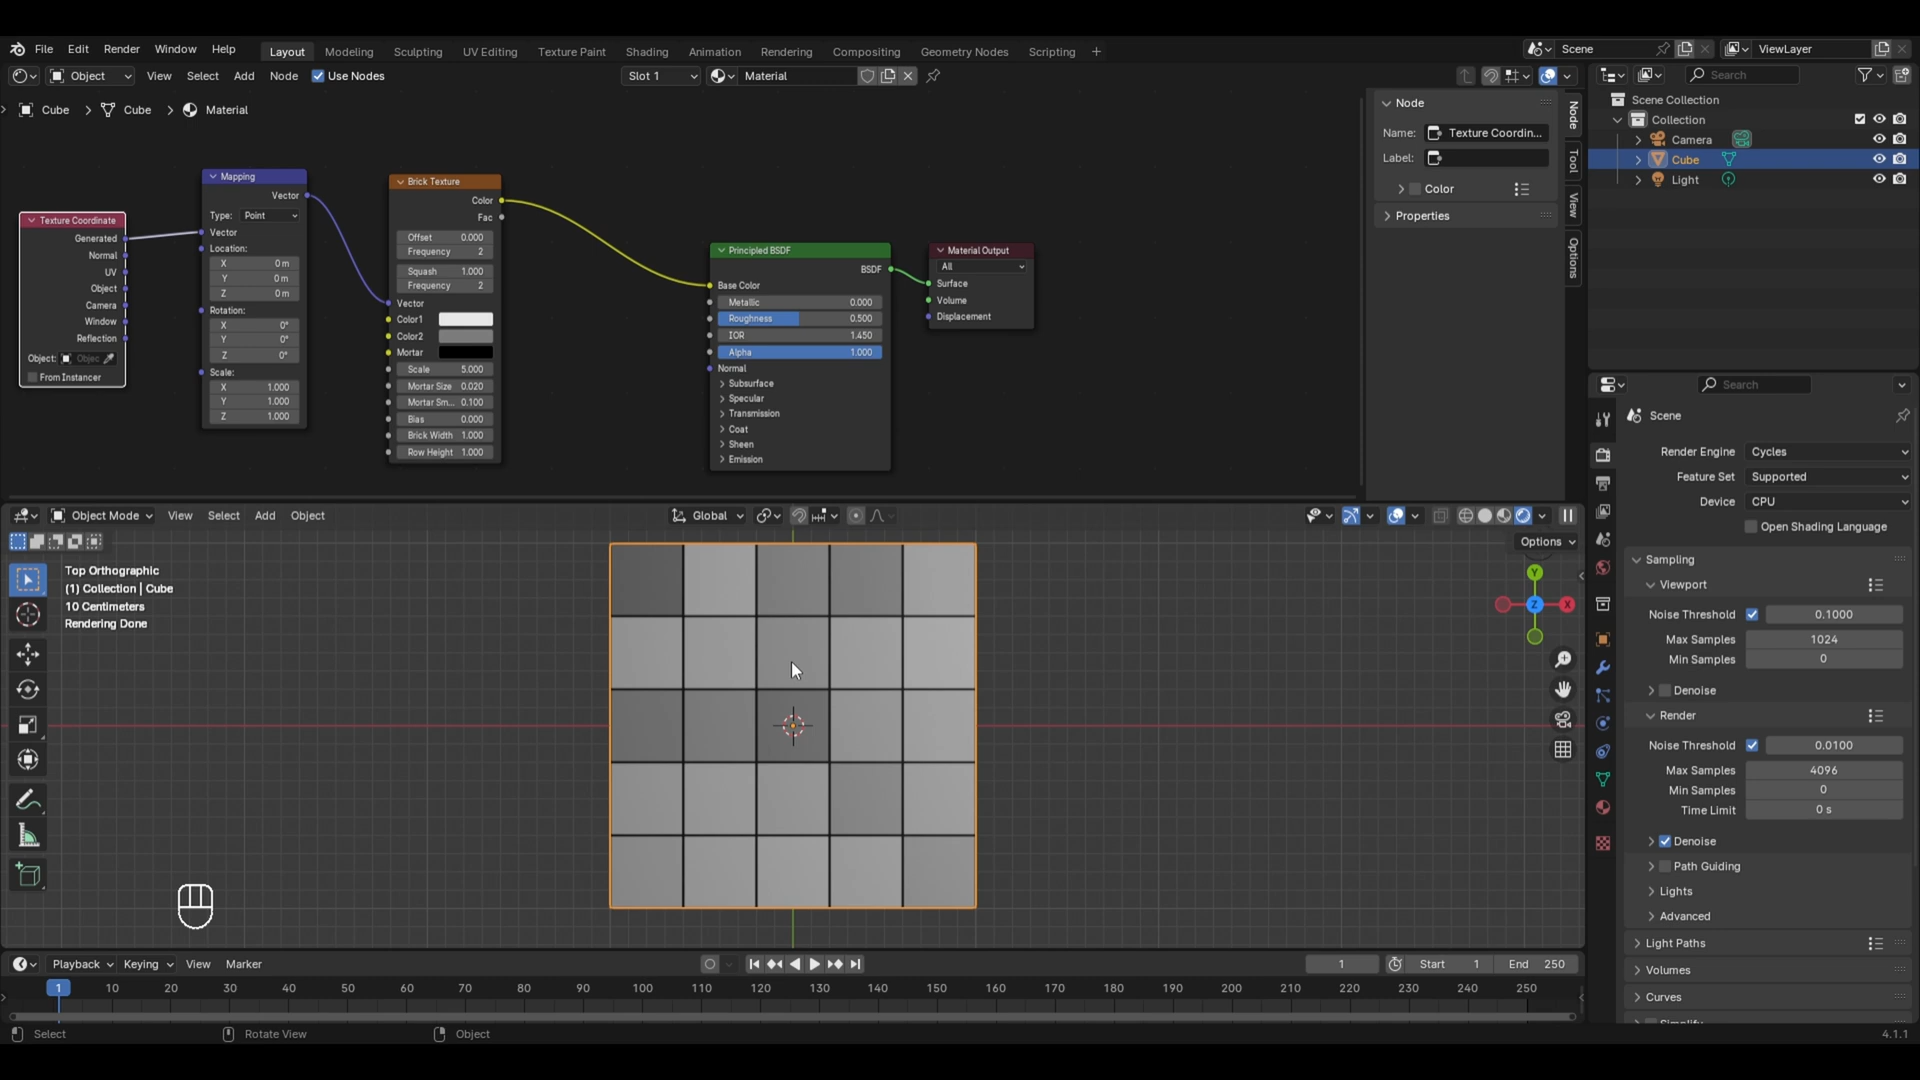 File Edit Render Window Help Layout Modeling Sculpting UV Editing Texture Paint Shading Animation Rendering Compositing Geometry Nodes Scripting + Scene ViewLayer
Object View Select Add Node Use Nodes Slot 1 Material Search
Cube > Cube > Material
Node
Name: Texture Coordin...
Label:
Color
Properties
Node
Tool
View
Options
Texture Coordinate
Generated
Normal
UV
Object
Camera
Window
Reflection
Object: Objec
From Instancer
Mapping
Vector
Type: Point
Vector
Location:
X 0 m
Y 0 m
Z 0 m
Rotation:
X 0°
Y 0°
Z 0°
Scale:
X 1.000
Y 1.000
Z 1.000
Brick Texture
Color
Fac
Offset 0.000
Frequency 2
Squash 1.000
Frequency 2
Vector
Color1
Color2
Mortar
Scale 5.000
Mortar Size 0.020
Mortar Sm... 0.100
Bias 0.000
Brick Width 1.000
Row Height 1.000
Principled BSDF
BSDF
Base Color
Metallic 0.000
Roughness 0.500
IOR 1.450
Alpha 1.000
Normal
Subsurface
Specular
Transmission
Coat
Sheen
Emission
Material Output
All
Surface
Volume
Displacement
Scene Collection
Collection
Camera
Cube
Light
Search
Scene
Render Engine Cycles
Feature Set Supported
Device CPU
Open Shading Language
Sampling
Viewport
Noise Threshold 0.1000
Max Samples 1024
Min Samples 0
Denoise
Render
Noise Threshold 0.0100
Max Samples 4096
Min Samples 0
Time Limit 0 s
Denoise
Path Guiding
Lights
Advanced
Light Paths
Volumes
Curves
Object Mode View Select Add Object Global
Options
Top Orthographic
(1) Collection | Cube
10 Centimeters
Rendering Done
Y
Z
X
Playback Keying View Marker 1 Start 1 End 250
1 10 20 30 40 50 60 70 80 90 100 110 120 130 140 150 160 170 180 190 200 210 220 230 240 250
Select Rotate View Object 4.1.1